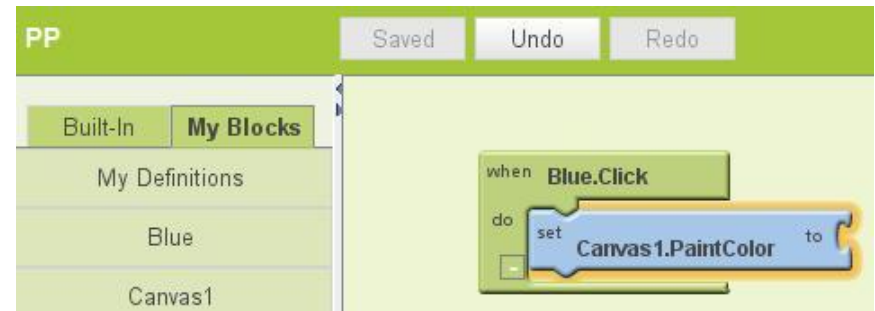 PP Saved Undo Redo
Built-In My Blocks
My Definitions
Blue
Canvas1
when Blue.Click
do set Canvas1.PaintColor to
-